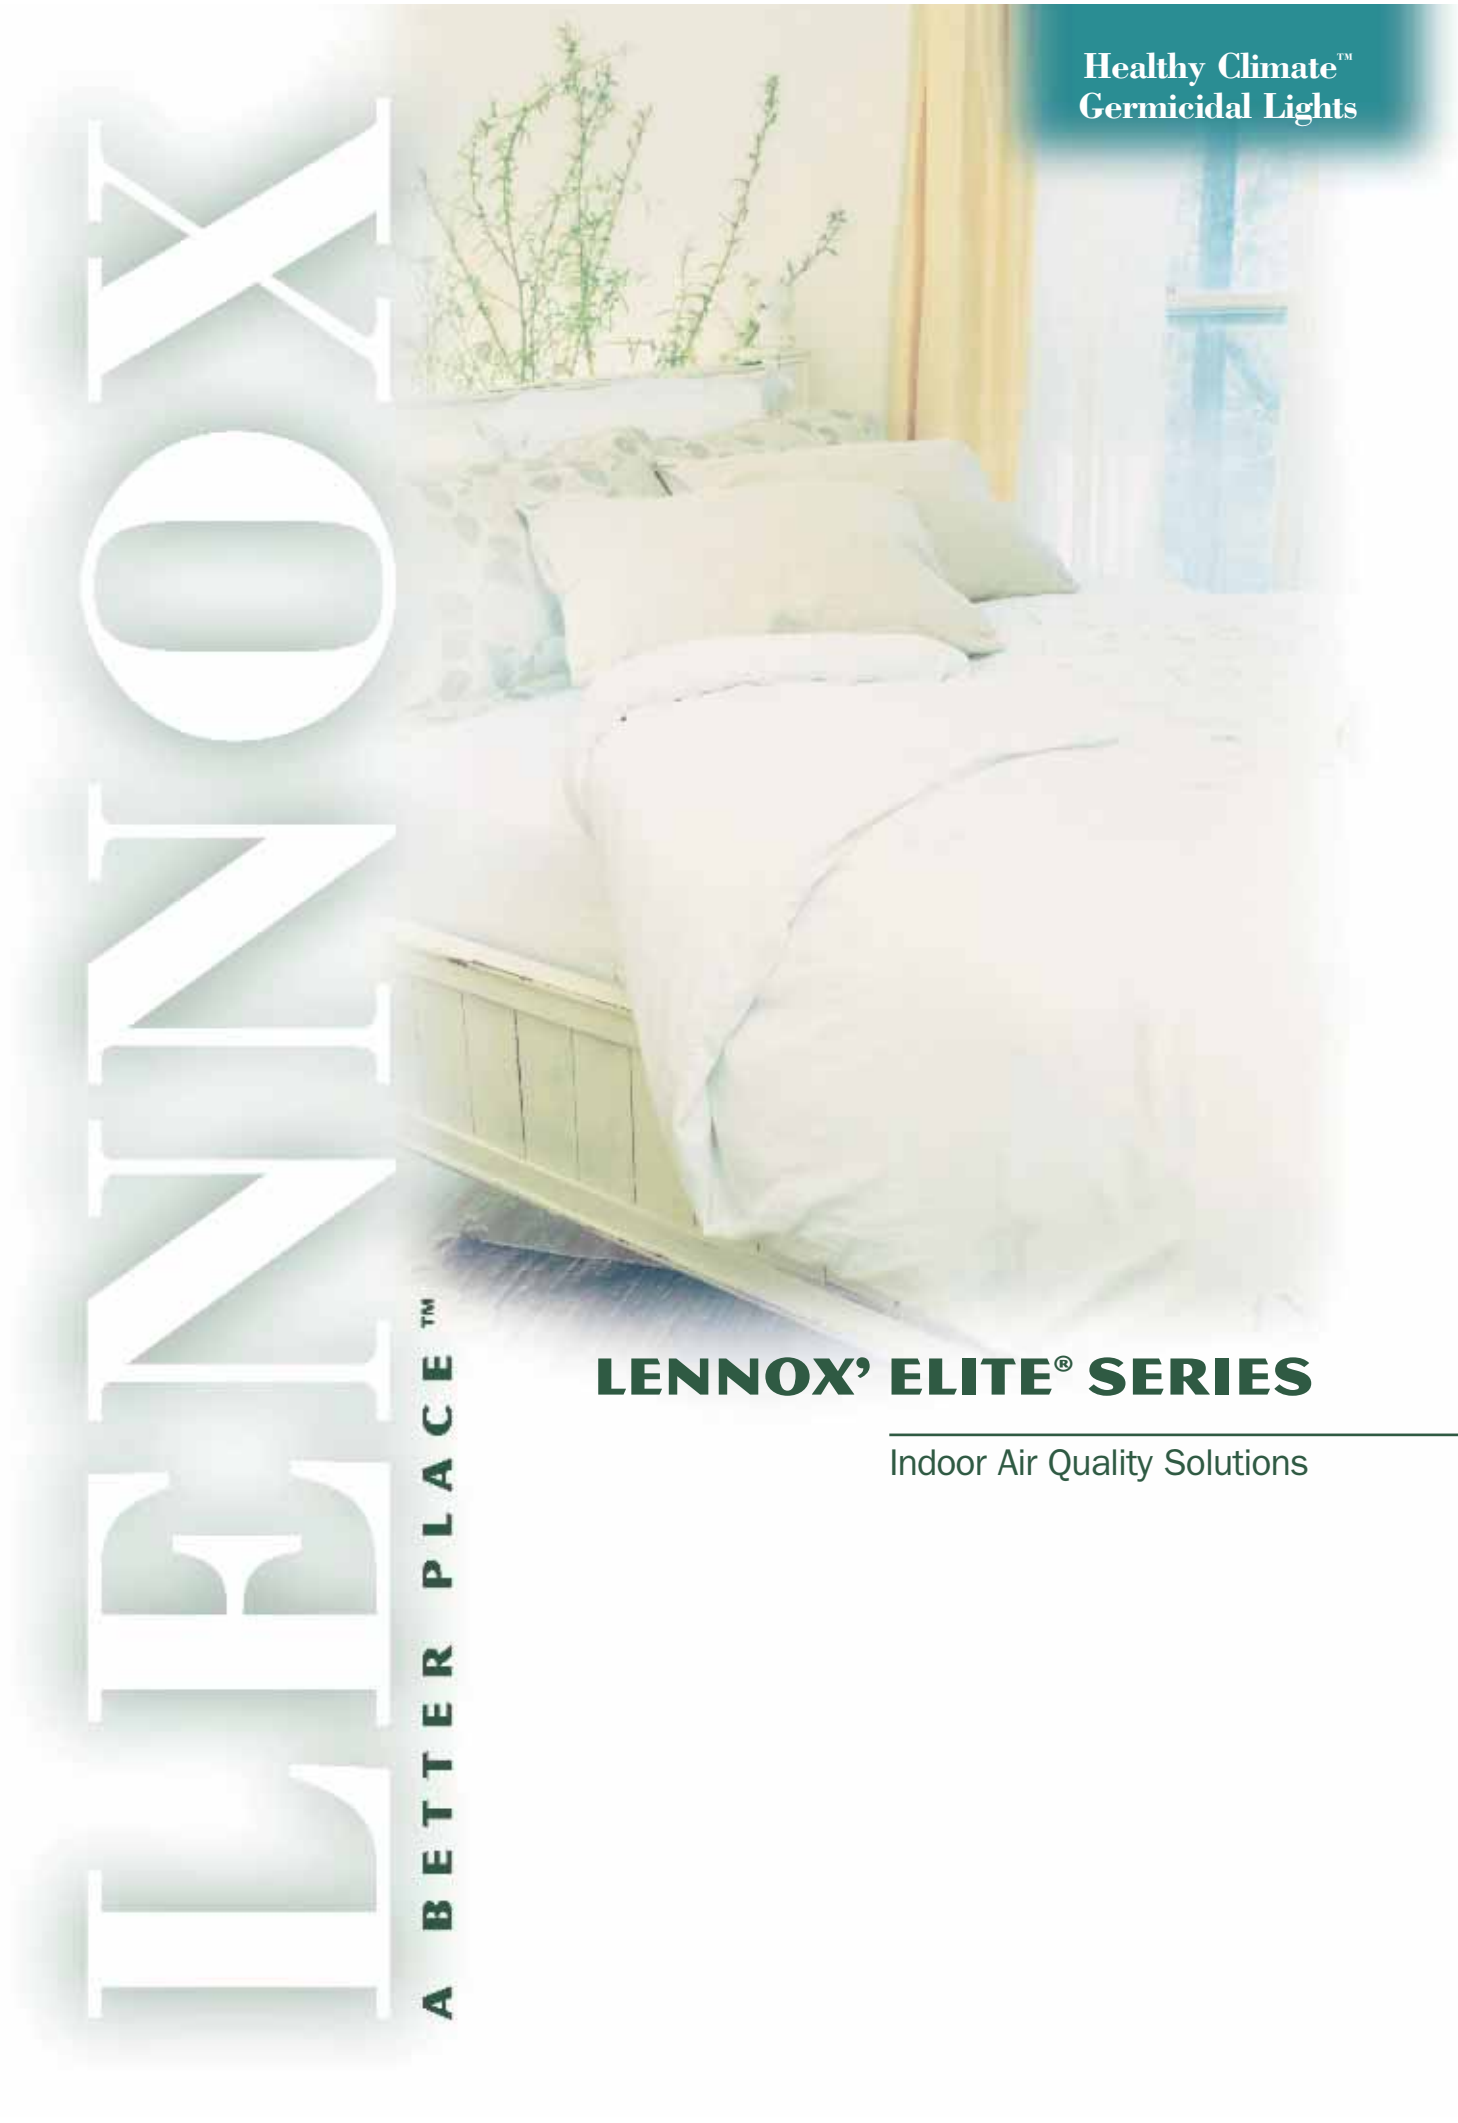 Healthy Climate™
Germicidal Lights
LENNOX
A BETTER PLACE™
LENNOX’ ELITE® SERIES
Indoor Air Quality Solutions